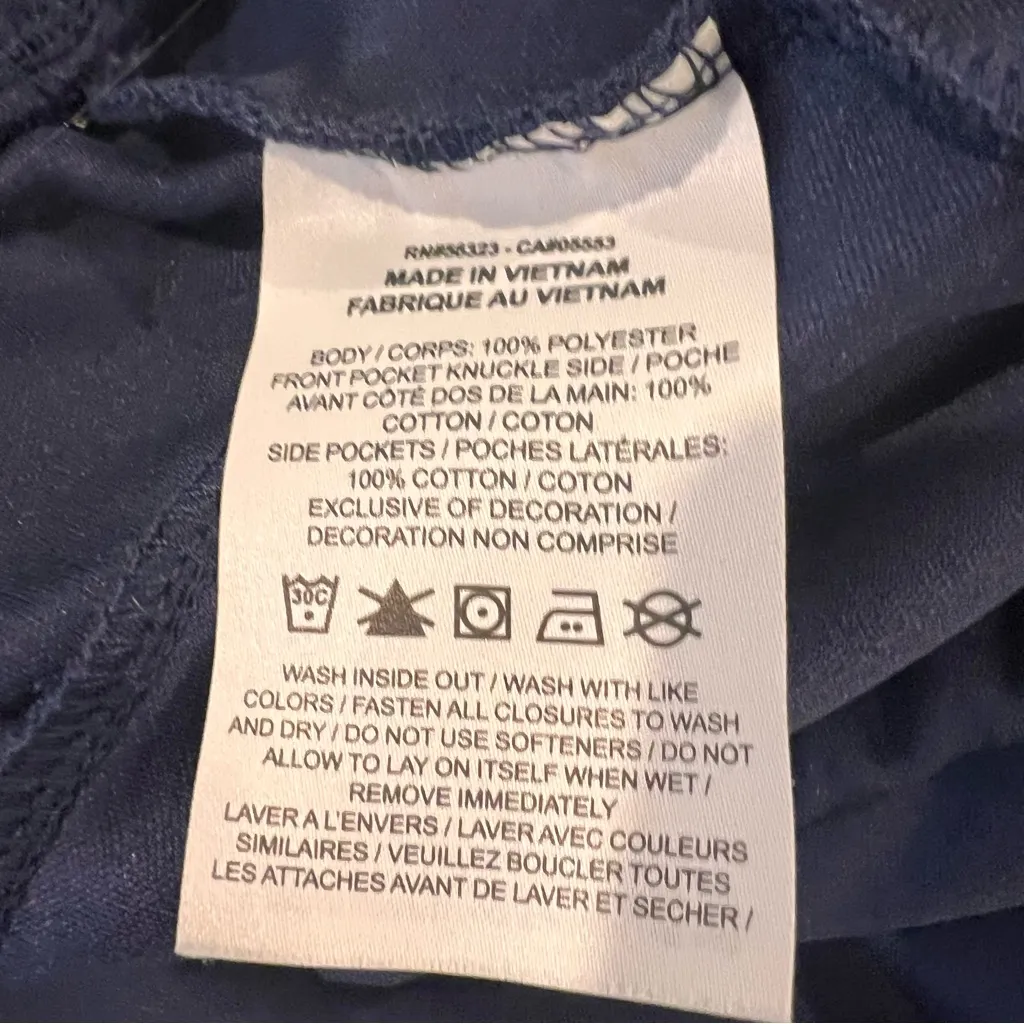 RN#56323 - CA#05553
MADE IN VIETNAM
FABRIQUE AU VIETNAM
BODY / CORPS: 100% POLYESTER
FRONT POCKET KNUCKLE SIDE / POCHE
AVANT CÔTÉ DOS DE LA MAIN: 100%
COTTON / COTON
SIDE POCKETS / POCHES LATÉRALES:
100% COTTON / COTON
EXCLUSIVE OF DECORATION /
DECORATION NON COMPRISE
30C
WASH INSIDE OUT / WASH WITH LIKE
COLORS / FASTEN ALL CLOSURES TO WASH
AND DRY / DO NOT USE SOFTENERS / DO NOT
ALLOW TO LAY ON ITSELF WHEN WET /
REMOVE IMMEDIATELY
LAVER A L'ENVERS / LAVER AVEC COULEURS
SIMILAIRES / VEUILLEZ BOUCLER TOUTES
LES ATTACHES AVANT DE LAVER ET SECHER /